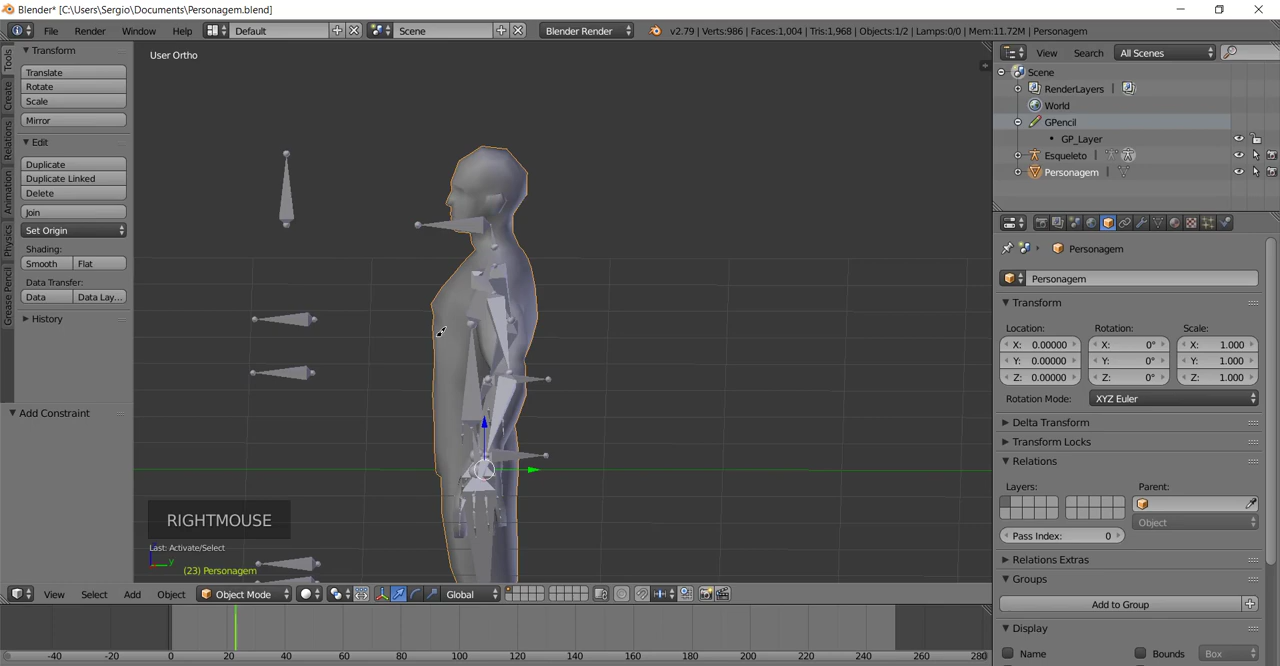 Blender* [C:\Users\Sergio\Documents\Personagem.blend]
File Render Window Help Default Scene Blender Render v2.79 | Verts:986 | Faces:1,004 | Tris:1,968 | Objects:1/2 | Lamps:0/0 | Mem:11.72M | Personagem
Tools
Create
Relations
Animation
Physics
Grease Pencil
Transform
Translate
Rotate
Scale
Mirror
Edit
Duplicate
Duplicate Linked
Delete
Join
Set Origin
Shading:
Smooth Flat
Data Transfer:
Data Data Lay...
History
Add Constraint
User Ortho
RIGHTMOUSE
Last: Activate/Select
y
(23) Personagem
View Select Add Object Object Mode Global
-40 -20 0 20 40 60 80 100 120 140 160 180 200 220 240 260 280
View Search All Scenes
Scene
RenderLayers |
World
GPencil
GP_Layer
Esqueleto |
Personagem |
Personagem
Personagem
Transform
Location: Rotation: Scale:
X: 0.00000 X: 0° X: 1.000
Y: 0.00000 Y: 0° Y: 1.000
Z: 0.00000 Z: 0° Z: 1.000
Rotation Mode: XYZ Euler
Delta Transform
Transform Locks
Relations
Layers: Parent:
Object
Pass Index: 0
Relations Extras
Groups
Add to Group
Display
Name Bounds Box